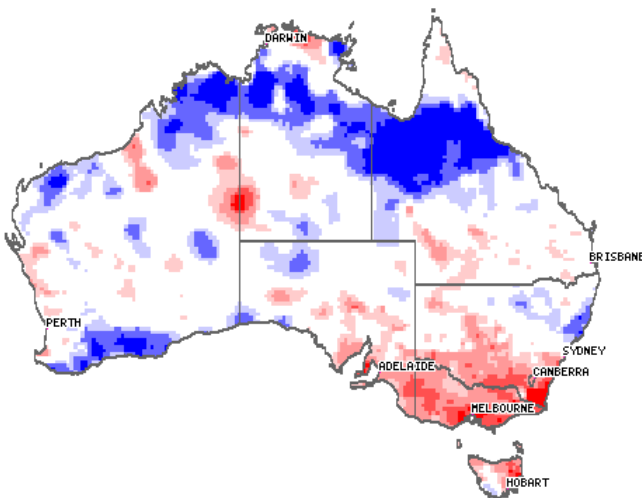 DARWIN
BRISBANE
PERTH
SYDNEY
ADELAIDE
CANBERRA
MELBOURNE
HOBART